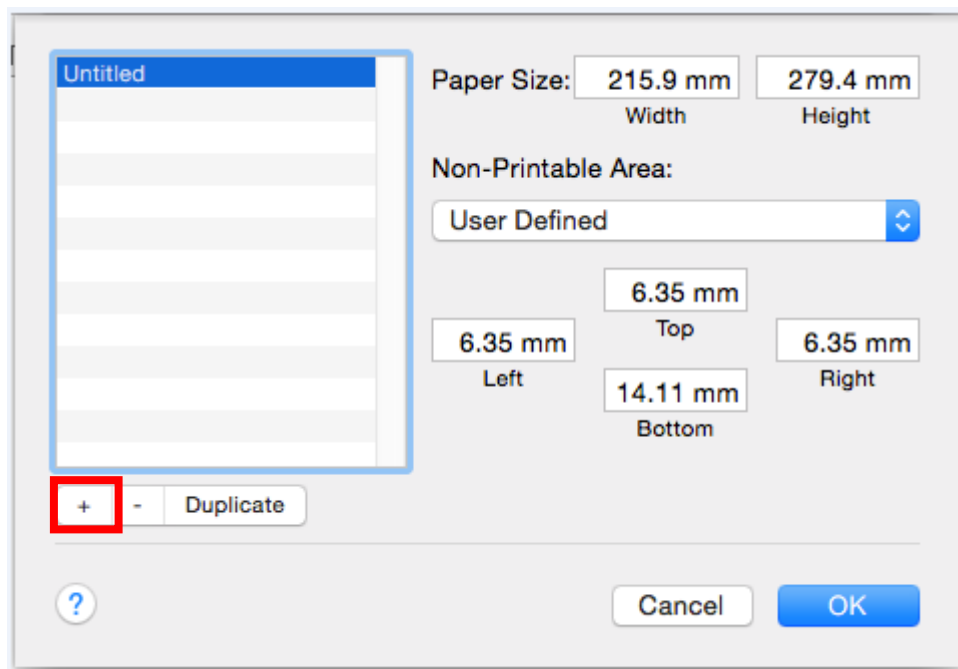 Untitled
Paper Size: 215.9 mm 279.4 mm
Width Height
Non-Printable Area:
User Defined
6.35 mm
Top
6.35 mm 6.35 mm
Left Right
14.11 mm
Bottom
+ - Duplicate
? Cancel OK